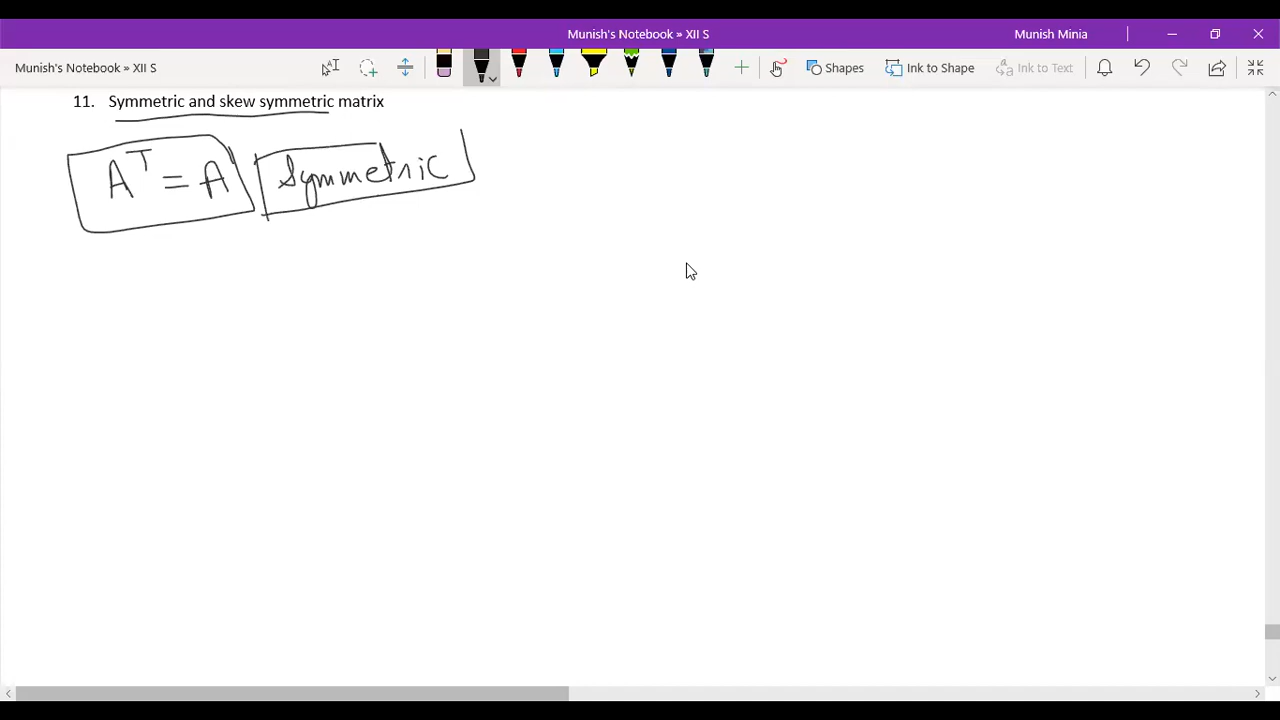 Munish's Notebook » XII S
Munish Minia
Munish's Notebook » XII S
Shapes
Ink to Shape
Ink to Text
11. Symmetric and skew symmetric matrix
Aᵀ = A Symmetric